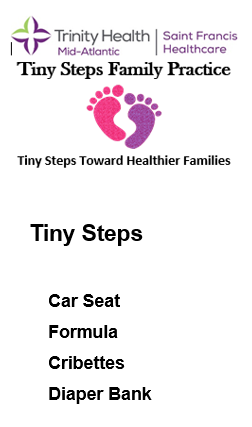 Trinity Health Saint Francis
Mid-Atlantic Healthcare
Tiny Steps Family Practice
Tiny Steps Toward Healthier Families
Tiny Steps
Car Seat
Formula
Cribettes
Diaper Bank